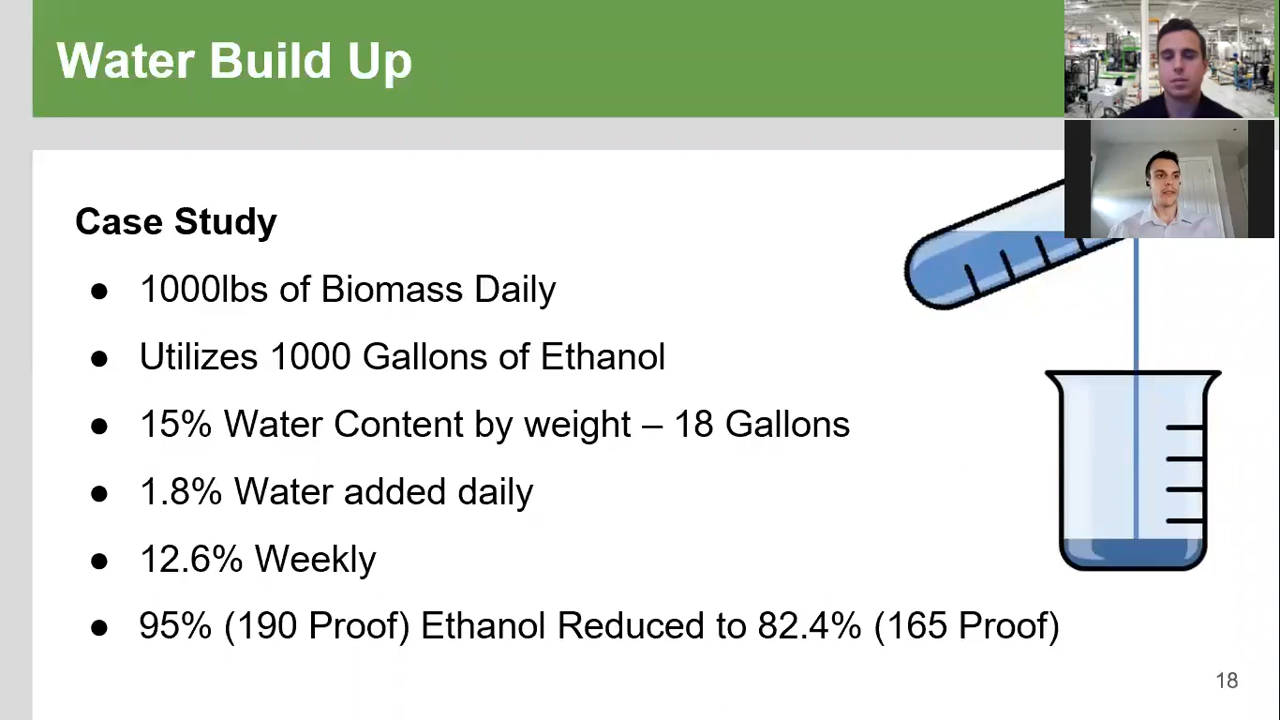 Water Build Up
Case Study
● 1000lbs of Biomass Daily
● Utilizes 1000 Gallons of Ethanol
● 15% Water Content by weight – 18 Gallons
● 1.8% Water added daily
● 12.6% Weekly
● 95% (190 Proof) Ethanol Reduced to 82.4% (165 Proof)
18